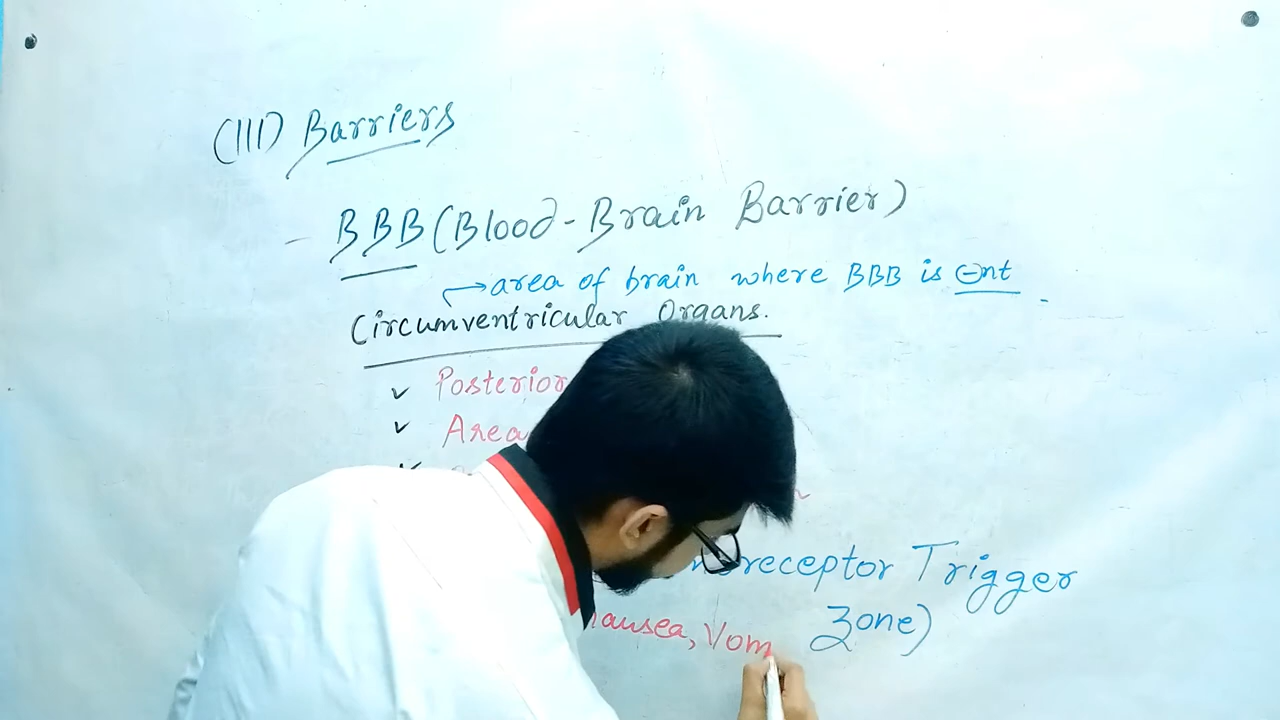 (III) Barriers
- BBB (Blood-Brain Barrier)
→ area of brain where BBB is ⊖nt
Circumventricular Organs.
✓ Posterior
✓ Area
✓
oreceptor Trigger
Zone)
nausea, Vom